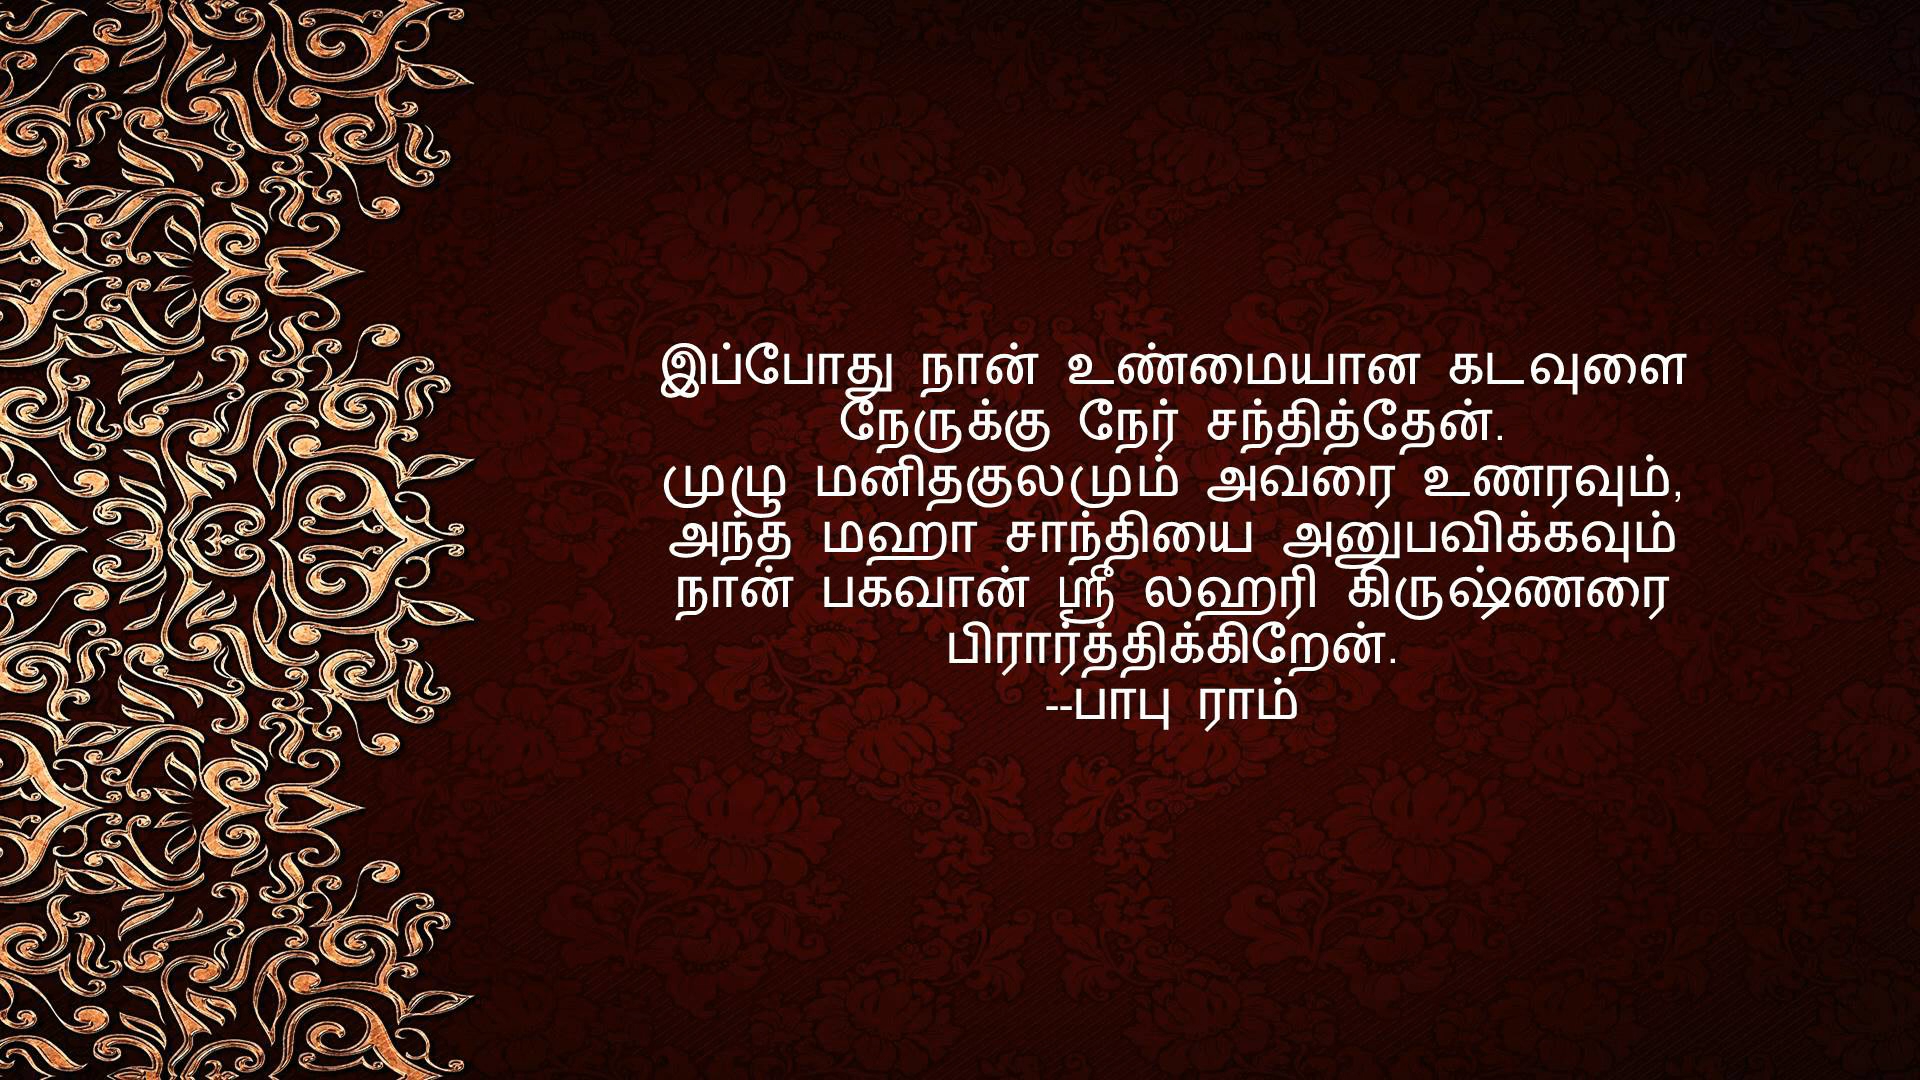 இப்போது நான் உண்மையான கடவுளை
நேருக்கு நேர் சந்தித்தேன்.
முழு மனிதகுலமும் அவரை உணரவும்,
அந்த மஹா சாந்தியை அனுபவிக்கவும்
நான் பகவான் ஸ்ரீ லஹரி கிருஷ்ணரை
பிரார்த்திக்கிறேன்.
--பாபு ராம்